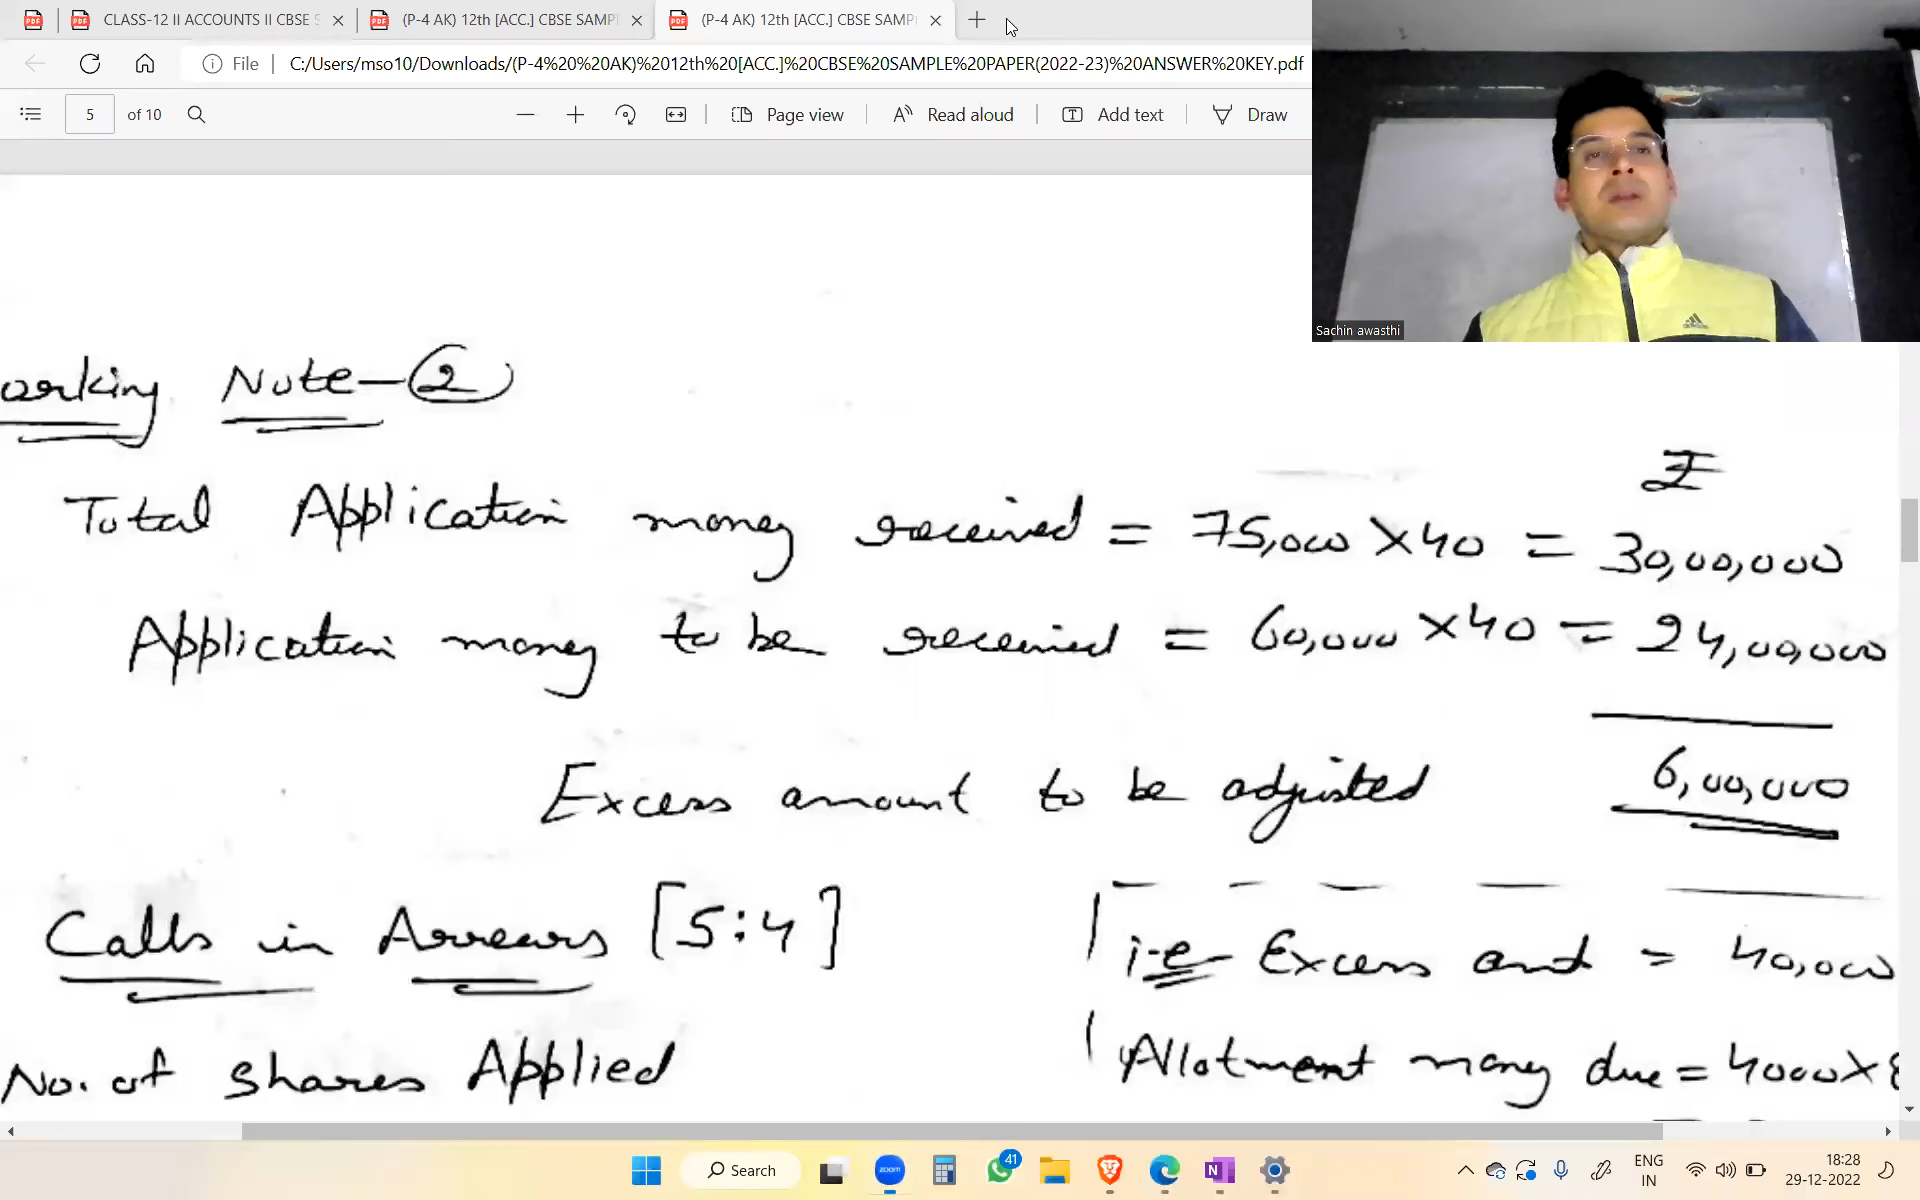 CLASS-12 II ACCOUNTS II CBSE S
(P-4 AK) 12th [ACC.] CBSE SAMPL
(P-4 AK) 12th [ACC.] CBSE SAMPL
File
C:/Users/mso10/Downloads/(P-4%20%20AK)%2012th%20[ACC.]%20CBSE%20SAMPLE%20PAPER(2022-23)%20ANSWER%20KEY.pdf
5 of 10
Page view
Read aloud
Add text
Draw
Sachin awasthi
orking Note-2
₹
Total Application money received = 75,000 X 40 = 30,00,000
Application money to be received = 60,000 X 40 = 24,00,000
Excess amount to be adjusted 6,00,000
Calls in Arrears [5:4]
i.e Excess amt = 40,000
No. of Shares Applied
Allotment money due = 4000 X 8
Search
zoom
41
ENG
IN
18:28
29-12-2022